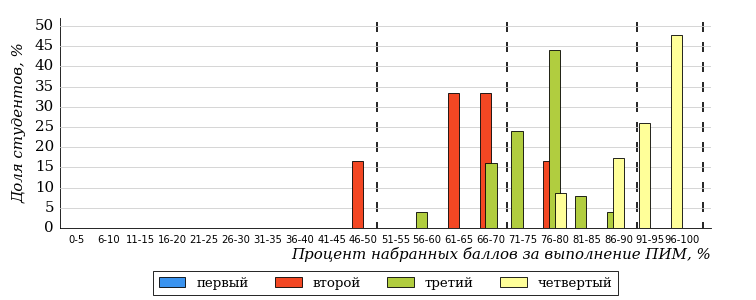 Доля студентов, %
50
45
40
35
30
25
20
15
10
5
0
0-5 6-10 11-15 16-20 21-25 26-30 31-35 36-40 41-45 46-50 51-55 56-60 61-65 66-70 71-75 76-80 81-85 86-90 91-95 96-100
Процент набранных баллов за выполнение ПИМ, %
первый второй третий четвертый